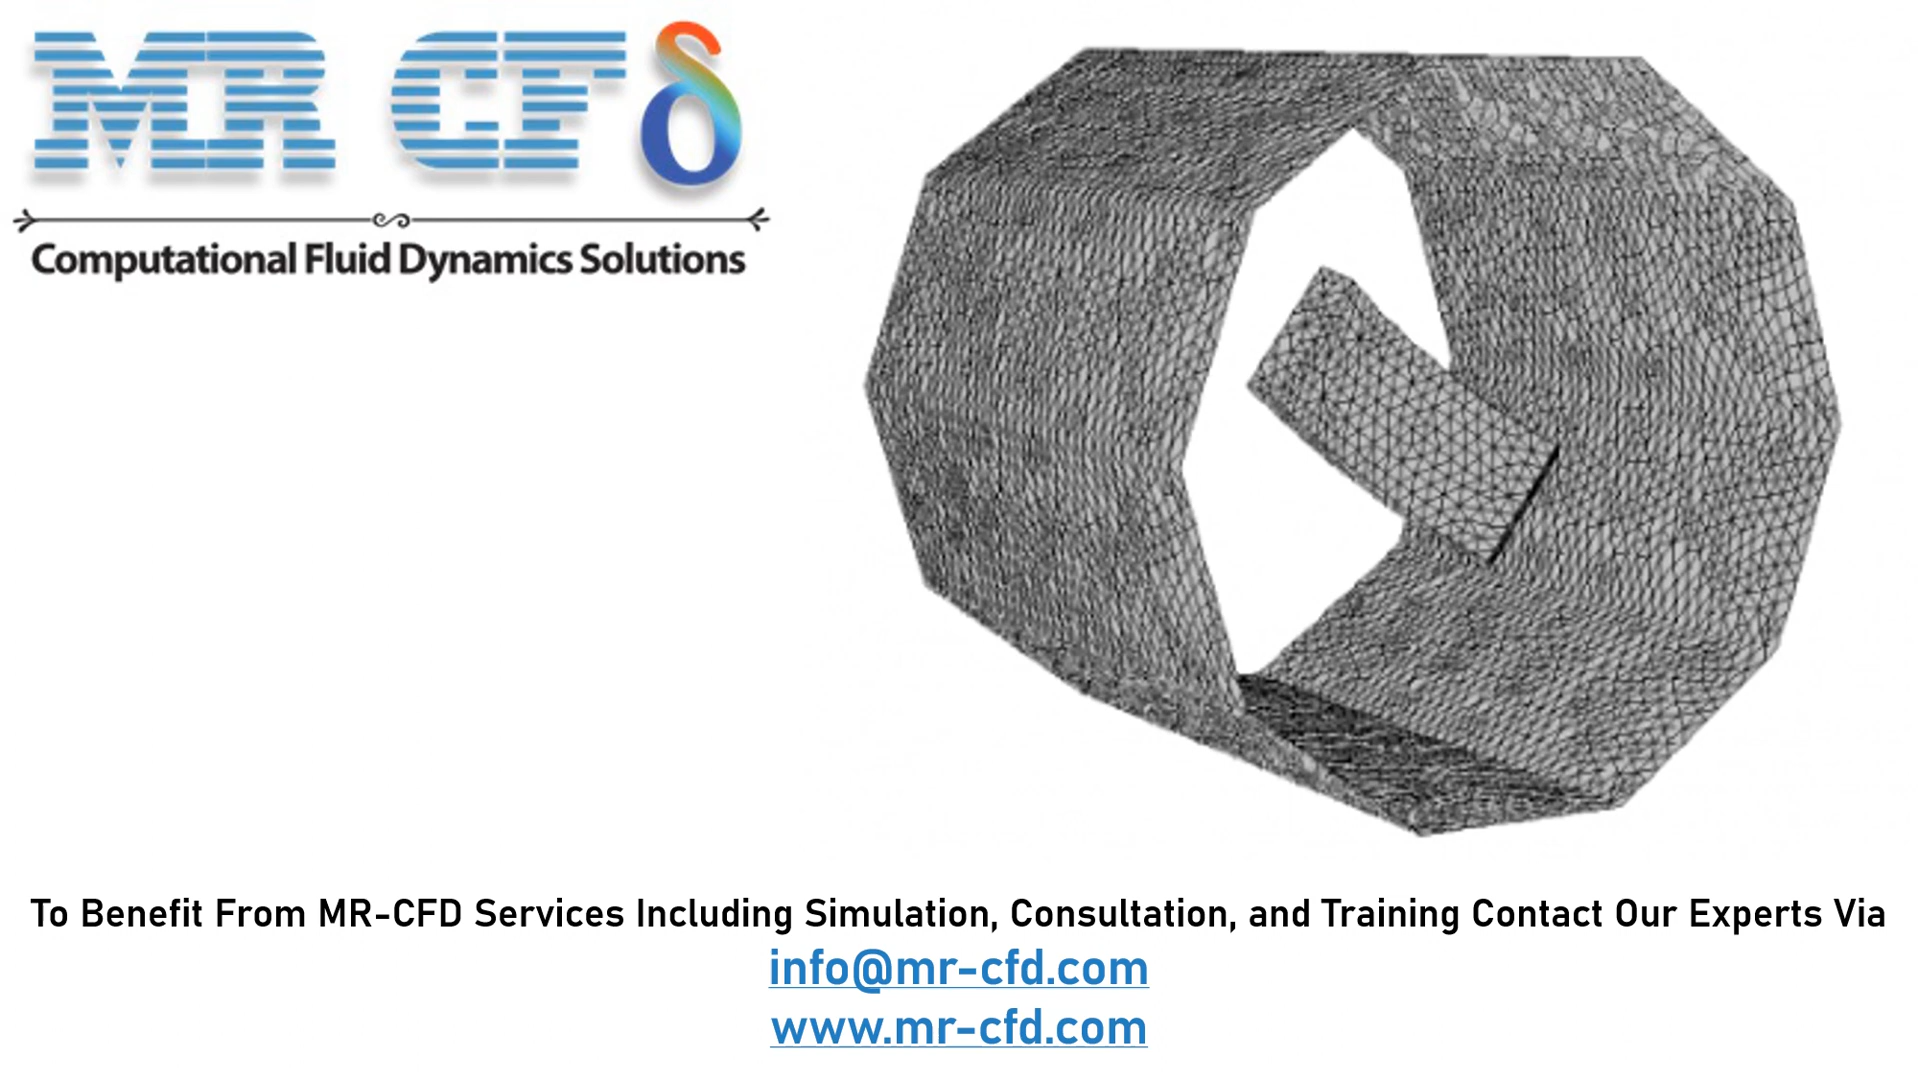 MR CFδ
Computational Fluid Dynamics Solutions
To Benefit From MR-CFD Services Including Simulation, Consultation, and Training Contact Our Experts Via
info@mr-cfd.com
www.mr-cfd.com